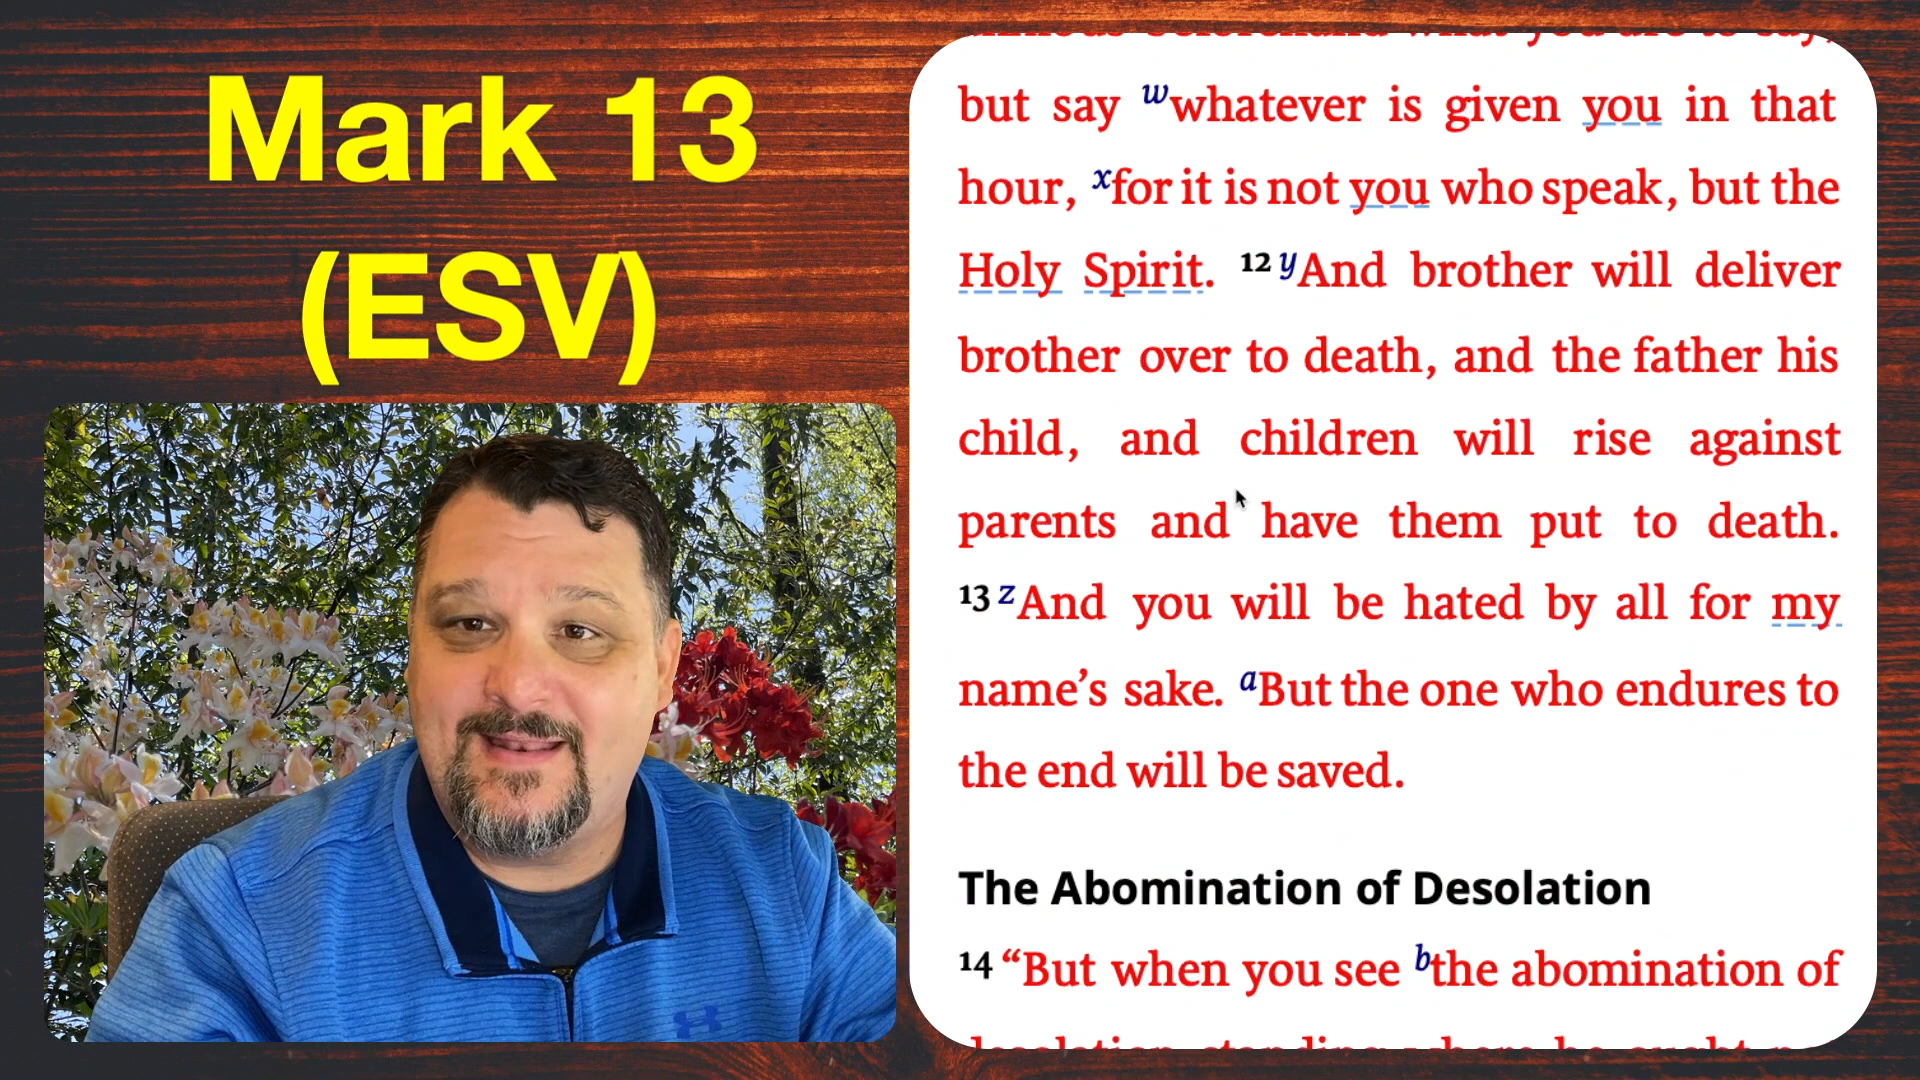 Mark 13
(ESV)
but say w whatever is given you in that
hour, x for it is not you who speak, but the
Holy Spirit. 12 y And brother will deliver
brother over to death, and the father his
child, and children will rise against
parents and have them put to death.
13 z And you will be hated by all for my
name’s sake. a But the one who endures to
the end will be saved.
The Abomination of Desolation
14 “But when you see b the abomination of